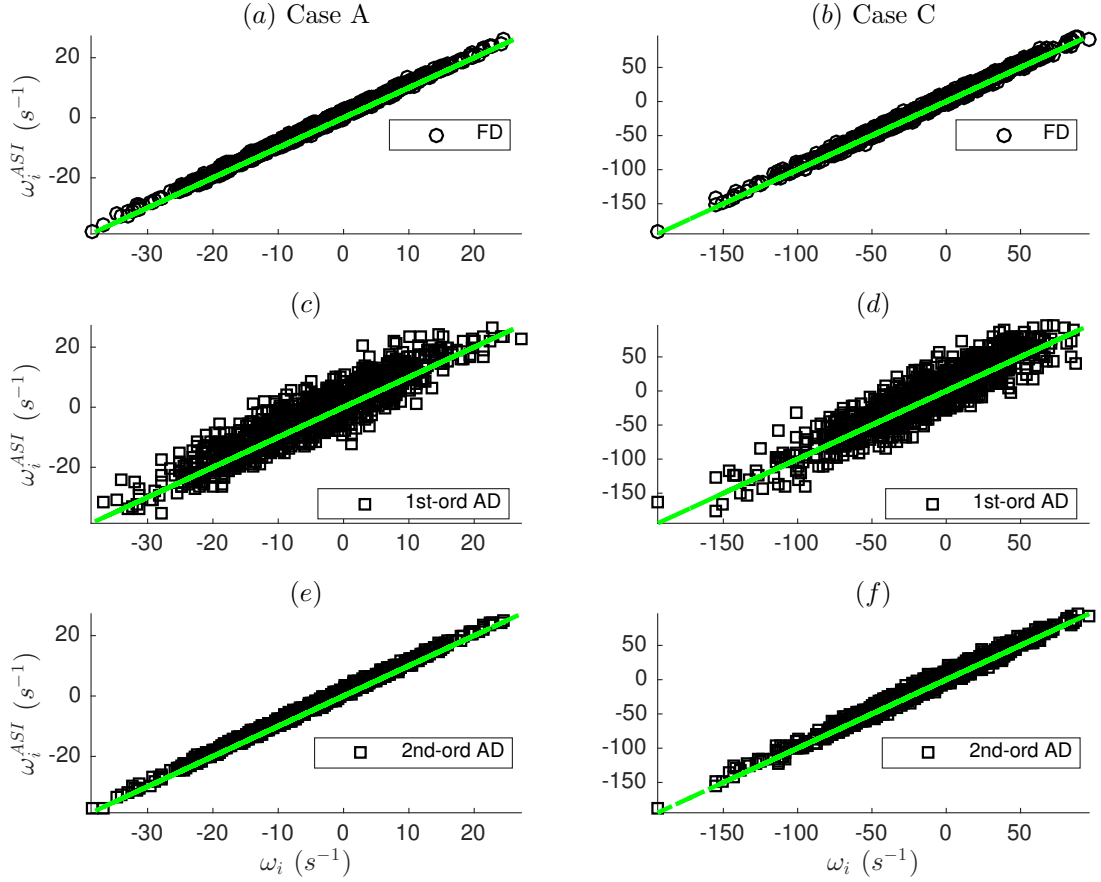 (a) Case A
(b) Case C
ω_i^{ASI} (s^{-1})
20
0
-20
FD
-30 -20 -10 0 10 20
50
0
-50
-100
-150
FD
-150 -100 -50 0 50
(c)
(d)
ω_i^{ASI} (s^{-1})
20
0
-20
1st-ord AD
-30 -20 -10 0 10 20
50
0
-50
-100
-150
1st-ord AD
-150 -100 -50 0 50
(e)
(f)
ω_i^{ASI} (s^{-1})
20
0
-20
2nd-ord AD
-30 -20 -10 0 10 20
ω_i (s^{-1})
50
0
-50
-100
-150
2nd-ord AD
-150 -100 -50 0 50
ω_i (s^{-1})